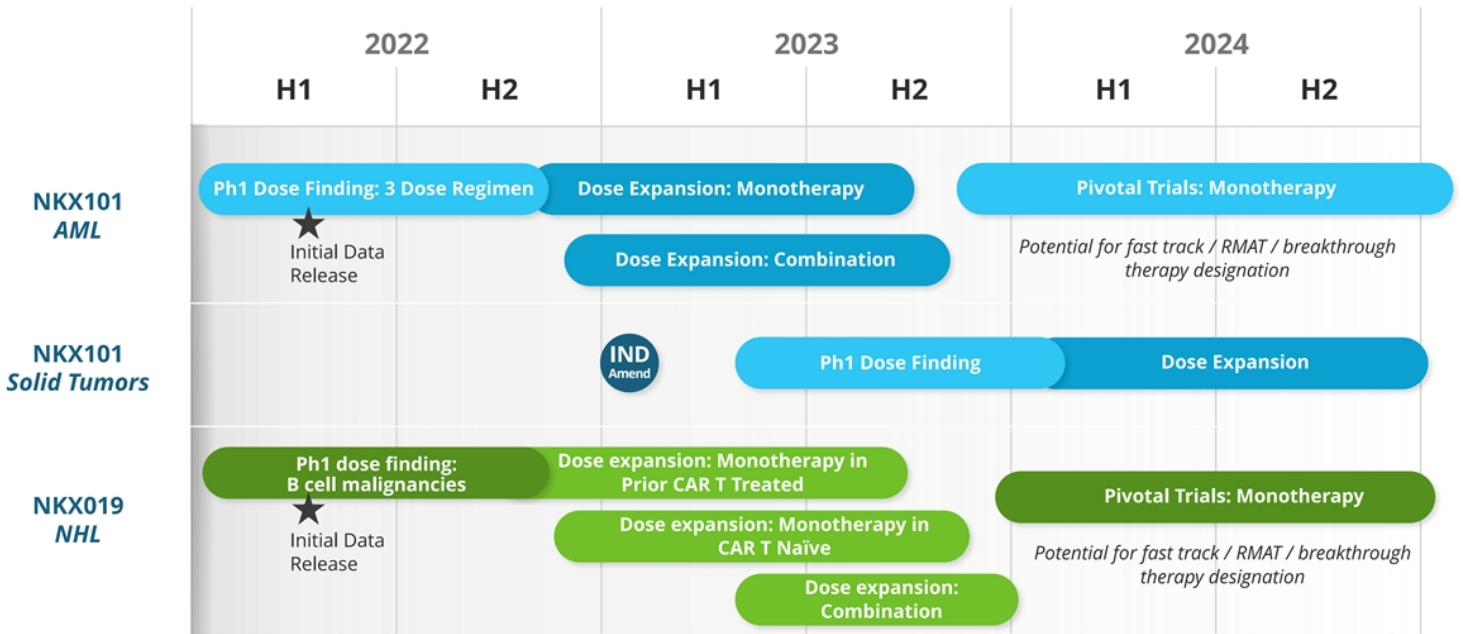 2022
2023
2024
H1
H2
H1
H2
H1
H2
NKX101
AML
Ph1 Dose Finding: 3 Dose Regimen
Dose Expansion: Monotherapy
Pivotal Trials: Monotherapy
Initial Data
Release
Dose Expansion: Combination
Potential for fast track / RMAT / breakthrough
therapy designation
NKX101
Solid Tumors
IND
Amend
Ph1 Dose Finding
Dose Expansion
NKX019
NHL
Ph1 dose finding:
B cell malignancies
Dose expansion: Monotherapy in
Prior CAR T Treated
Pivotal Trials: Monotherapy
Initial Data
Release
Dose expansion: Monotherapy in
CAR T Naïve
Potential for fast track / RMAT / breakthrough
therapy designation
Dose expansion:
Combination